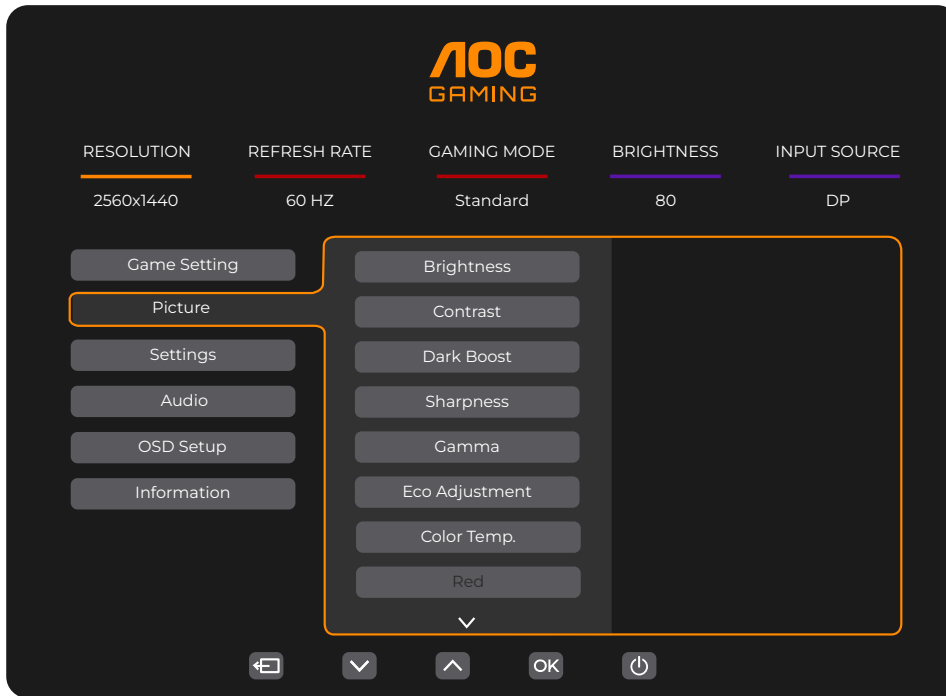 AOC
GAMING
RESOLUTION REFRESH RATE GAMING MODE BRIGHTNESS INPUT SOURCE
2560x1440 60 HZ Standard 80 DP
Game Setting
Picture
Settings
Audio
OSD Setup
Information
Brightness
Contrast
Dark Boost
Sharpness
Gamma
Eco Adjustment
Color Temp.
Red
OK